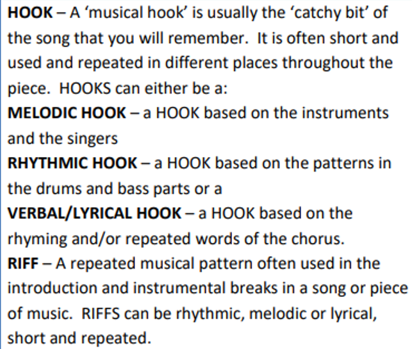 HOOK – A ‘musical hook’ is usually the ‘catchy bit’ of
the song that you will remember.  It is often short and
used and repeated in different places throughout the
piece.  HOOKS can either be a:
MELODIC HOOK – a HOOK based on the instruments
and the singers
RHYTHMIC HOOK – a HOOK based on the patterns in
the drums and bass parts or a
VERBAL/LYRICAL HOOK – a HOOK based on the
rhyming and/or repeated words of the chorus.
RIFF – A repeated musical pattern often used in the
introduction and instrumental breaks in a song or piece
of music.  RIFFS can be rhythmic, melodic or lyrical,
short and repeated.